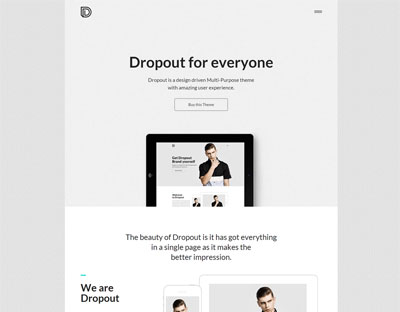 Dropout for everyone
Dropout is a design driven Multi-Purpose theme
with amazing user experience.
Buy this Theme
Get Dropout
Brand yourself
The beauty of Dropout is it has got everything
in a single page as it makes the
better impression.
We are
Dropout